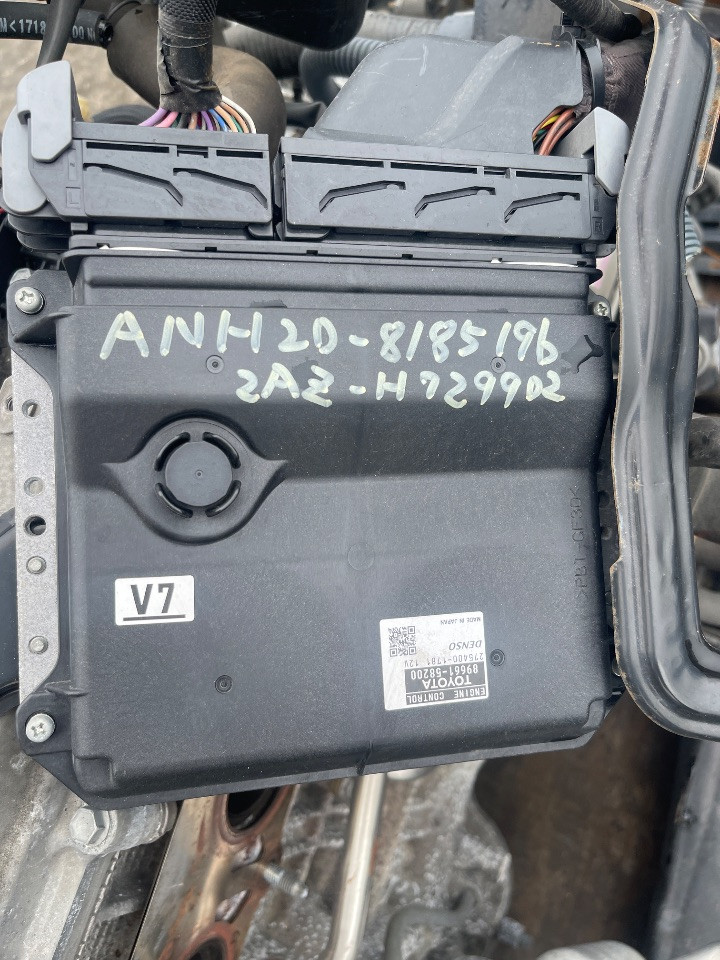 ANH20-8185196
2AZ-H729902
V7
ENGINE CONTROL
TOYOTA
89661-58200
275400-1781 12V
DENSO
MADE IN JAPAN